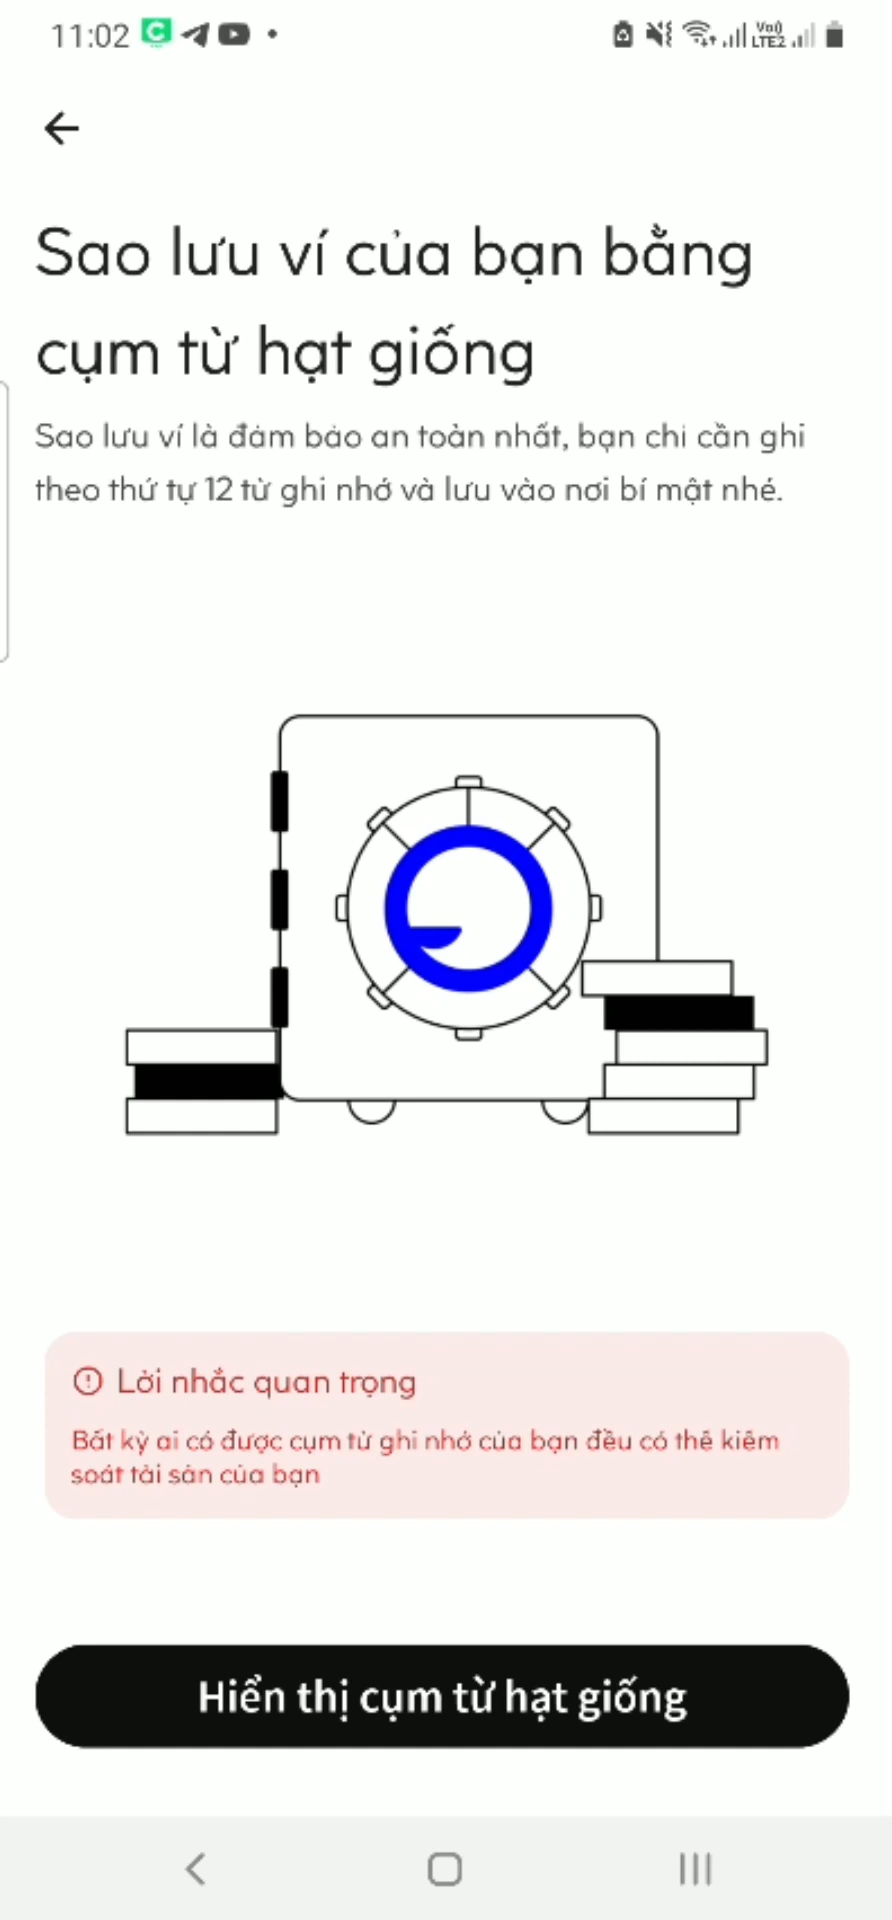 11:02
Vo))
LTE2
Sao lưu ví của bạn bằng
cụm từ hạt giống
Sao lưu ví là đảm bảo an toàn nhất, bạn chỉ cần ghi
theo thứ tự 12 từ ghi nhớ và lưu vào nơi bí mật nhé.
Lời nhắc quan trọng
Bất kỳ ai có được cụm từ ghi nhớ của bạn đều có thể kiểm
soát tài sản của bạn
Hiển thị cụm từ hạt giống